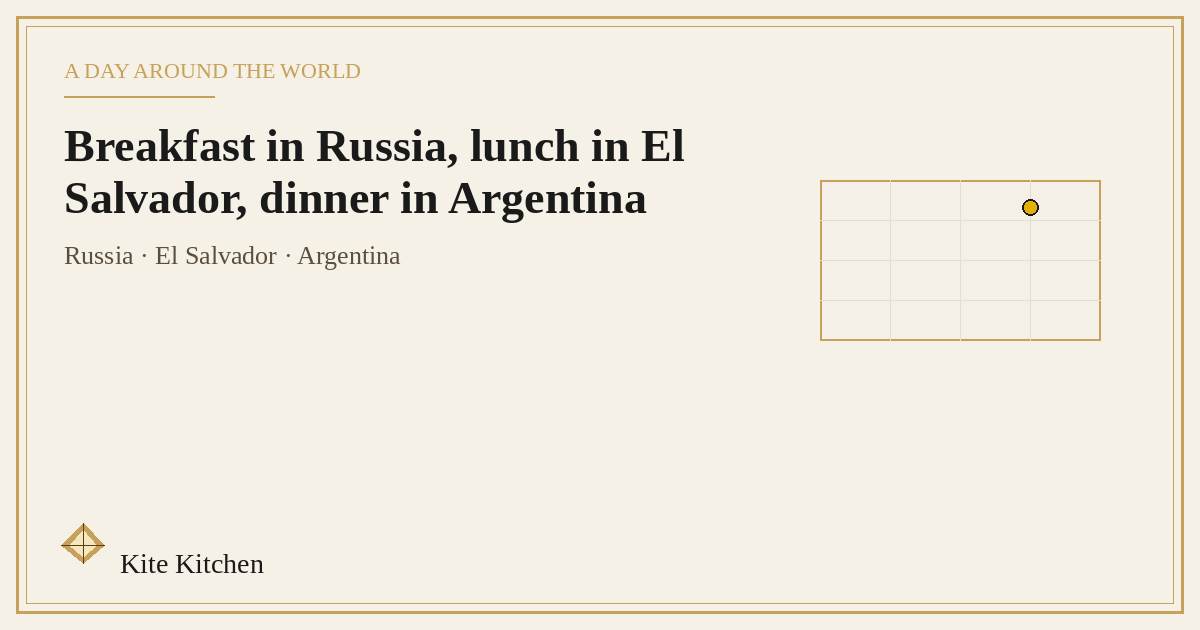 A DAY AROUND THE WORLD
Breakfast in Russia, lunch in El
Salvador, dinner in Argentina
Russia · El Salvador · Argentina
Kite Kitchen